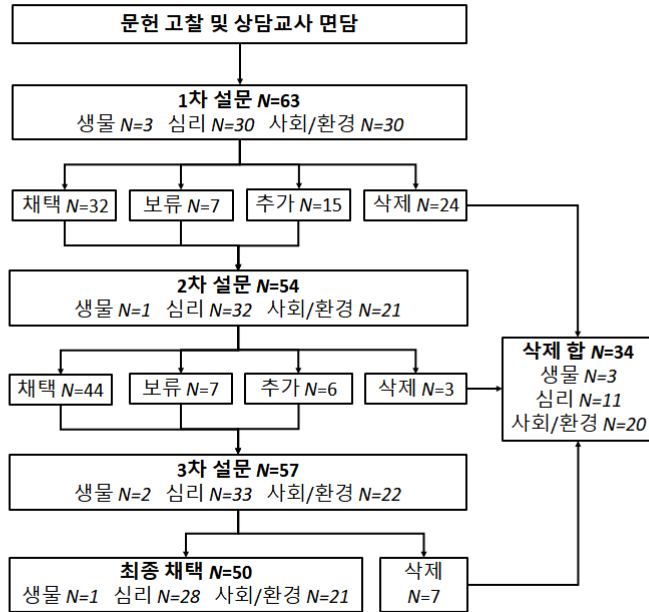 문헌 고찰 및 상담교사 면담
1차 설문 N=63
생물 N=3 심리 N=30 사회/환경 N=30
채택 N=32
보류 N=7
추가 N=15
삭제 N=24
2차 설문 N=54
생물 N=1 심리 N=32 사회/환경 N=21
삭제 합 N=34
생물 N=3
심리 N=11
사회/환경 N=20
채택 N=44
보류 N=7
추가 N=6
삭제 N=3
3차 설문 N=57
생물 N=2 심리 N=33 사회/환경 N=22
최종 채택 N=50
생물 N=1 심리 N=28 사회/환경 N=21
삭제
N=7